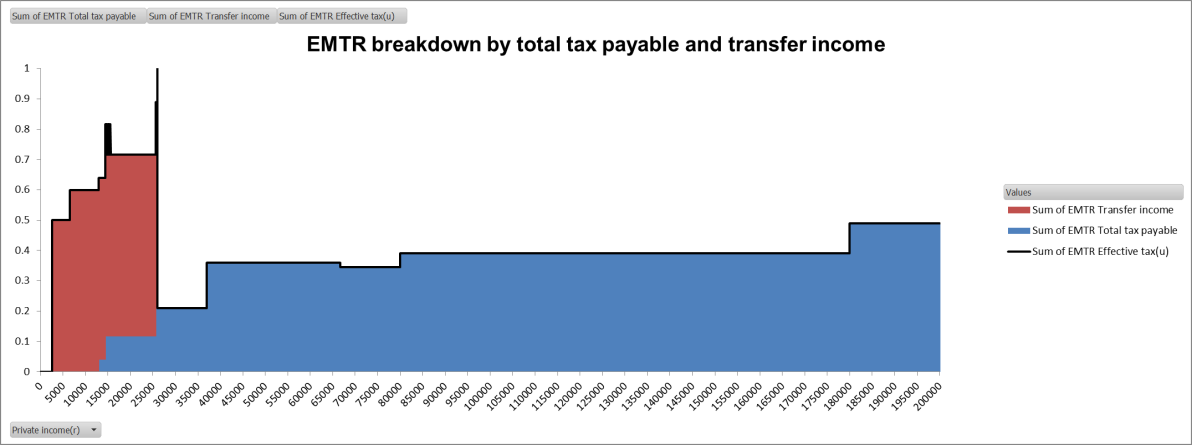 Sum of EMTR Total tax payable Sum of EMTR Transfer income Sum of EMTR Effective tax(u)
EMTR breakdown by total tax payable and transfer income
1
0.9
0.8
0.7
0.6
0.5
0.4
0.3
0.2
0.1
0
Values
Sum of EMTR Transfer income
Sum of EMTR Total tax payable
Sum of EMTR Effective tax(u)
0 5000 10000 15000 20000 25000 30000 35000 40000 45000 50000 55000 60000 65000 70000 75000 80000 85000 90000 95000 100000 105000 110000 115000 120000 125000 130000 135000 140000 145000 150000 155000 160000 165000 170000 175000 180000 185000 190000 195000 200000
Private income(r)